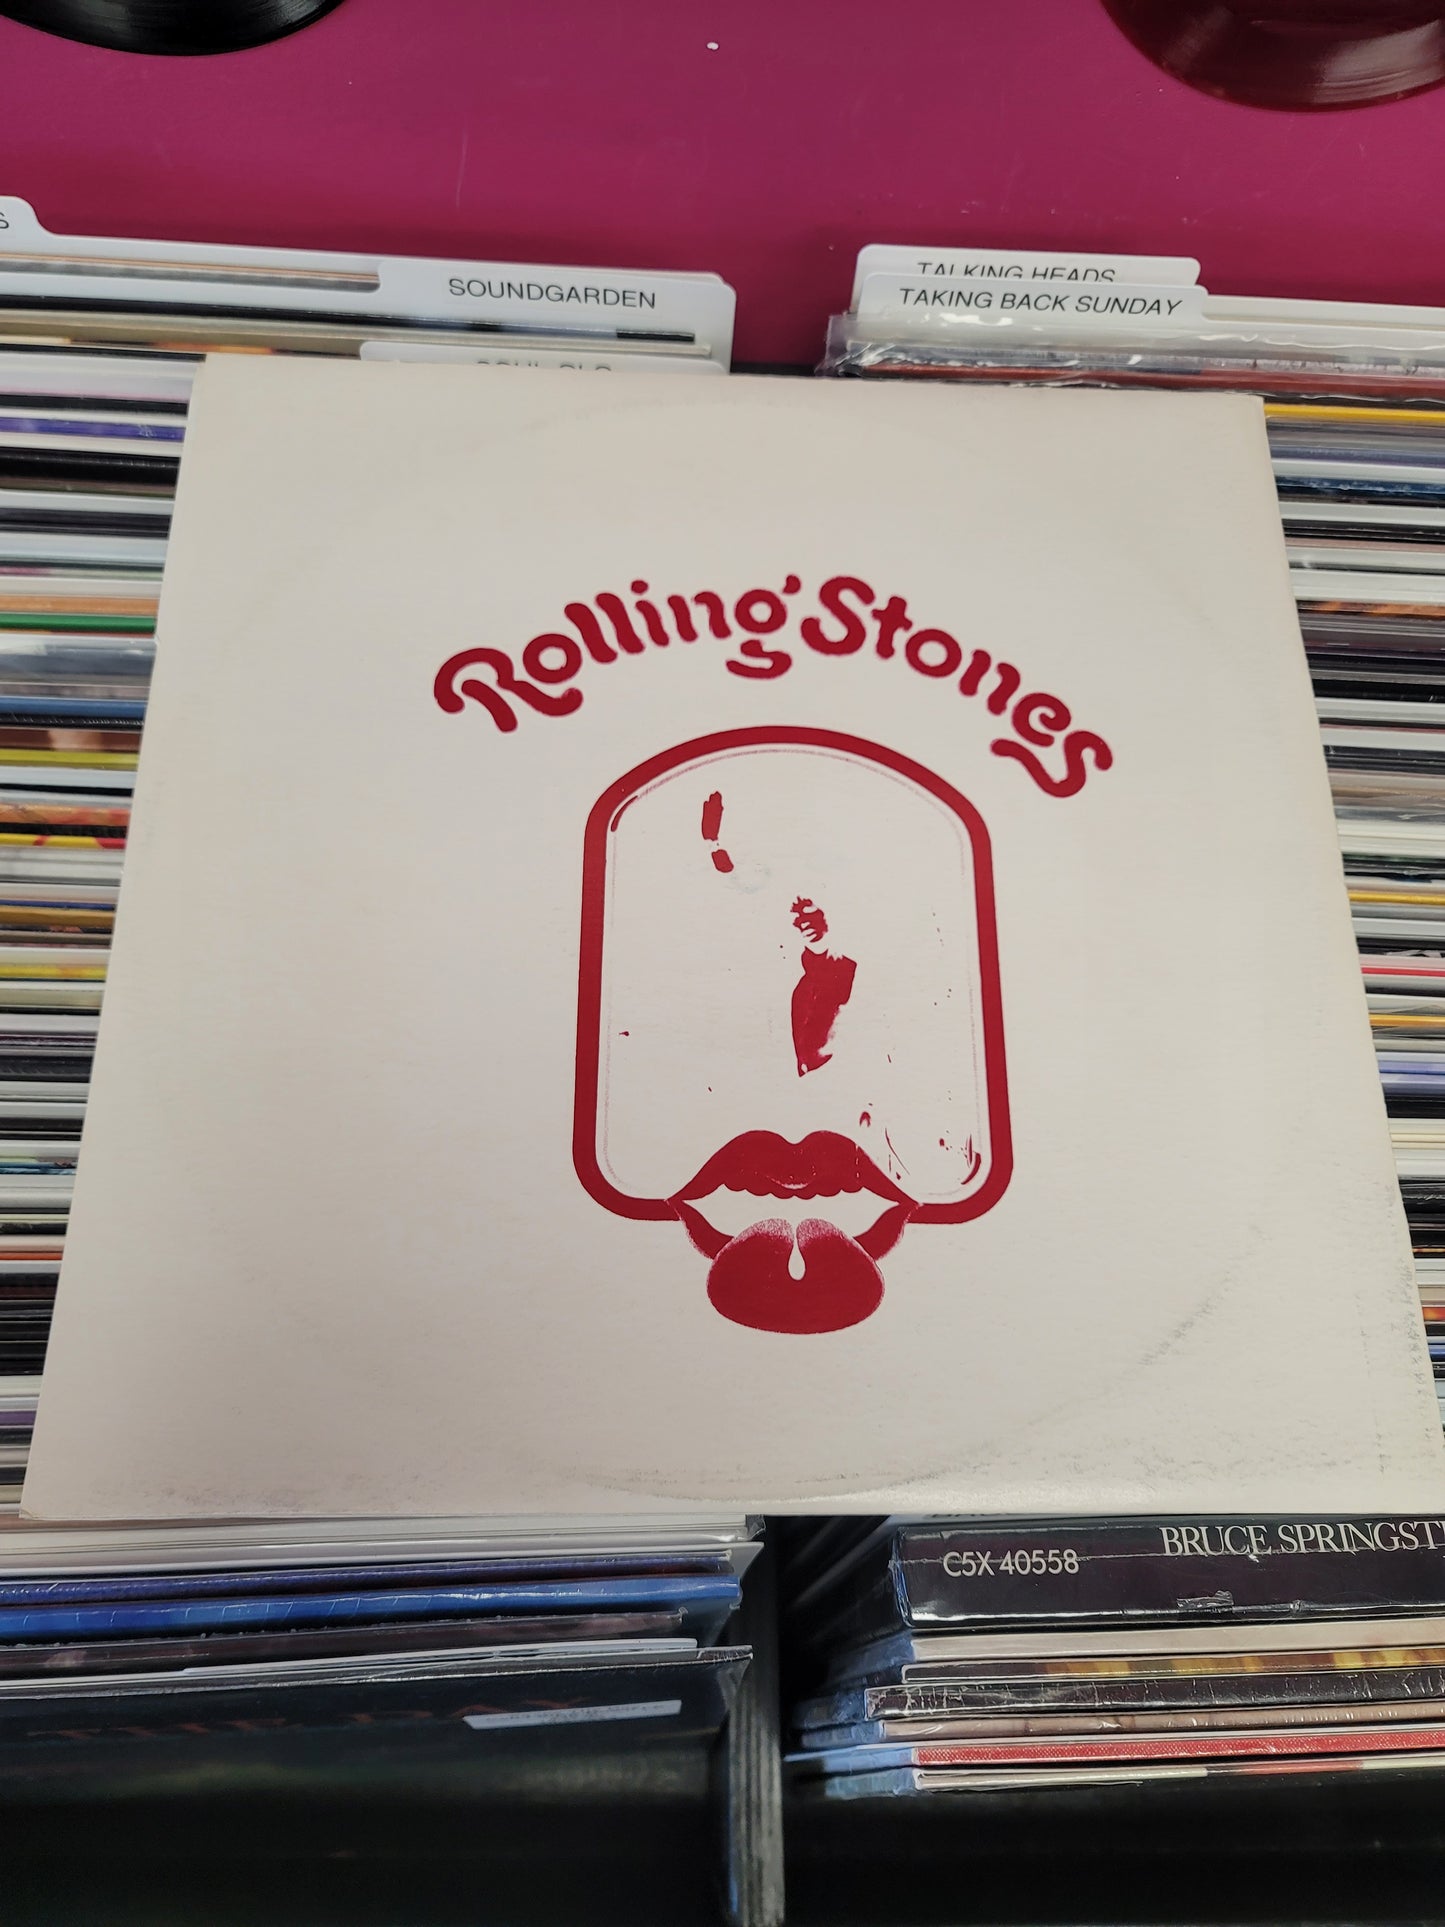 SOUNDGARDEN
TALKING HEADS
TAKING BACK SUNDAY
Rolling Stones
C5X 40558
BRUCE SPRINGST